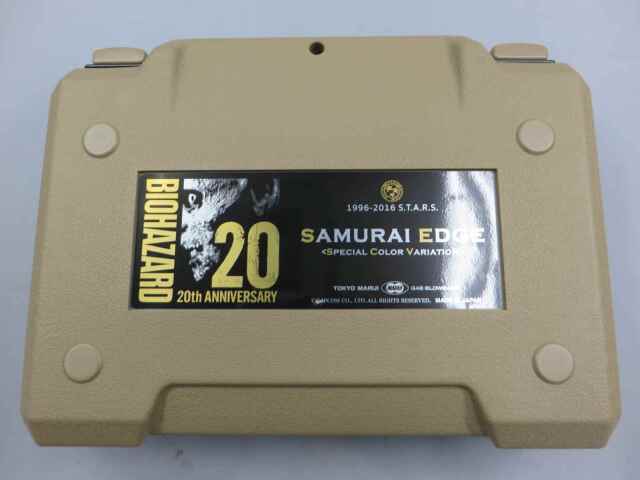 BIOHAZARD
20
20th ANNIVERSARY
1996-2016 S.T.A.R.S.
SAMURAI EDGE
<SPECIAL COLOR VARIATION>
TOKYO MARUI MARUI GAS BLOWBACK
©CAPCOM CO., LTD. ALL RIGHTS RESERVED. MADE IN JAPAN